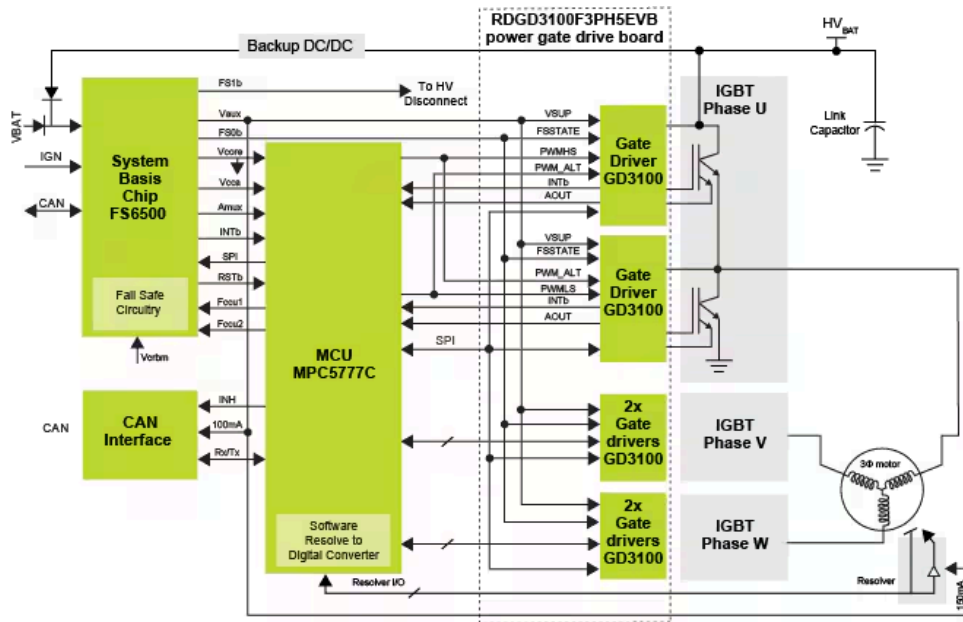 RDGD3100F3PH5EVB
power gate drive board
HVBAT
Backup DC/DC
FS1b
To HV
Disconnect
IGBT
Phase U
Link
Capacitor
VBAT
IGN
CAN
System
Basis
Chip
FS6500
Vaux
FS0b
Vcore
Vcca
Amux
INTb
SPI
RSTb
Fccu1
Fccu2
Fail Safe
Circuitry
VSUP
FSSTATE
PWMHS
PWM_ALT
INTb
AOUT
Gate
Driver
GD3100
VSUP
FSSTATE
PWM_ALT
PWMLS
INTb
AOUT
SPI
Gate
Driver
GD3100
MCU
MPC5777C
CAN
CAN
Interface
INH
100mA
Rx/Tx
2x
Gate
drivers
GD3100
IGBT
Phase V
3Φ motor
2x
Gate
drivers
GD3100
IGBT
Phase W
Software
Resolve to
Digital Converter
Resolver I/O
Resolver
150mA